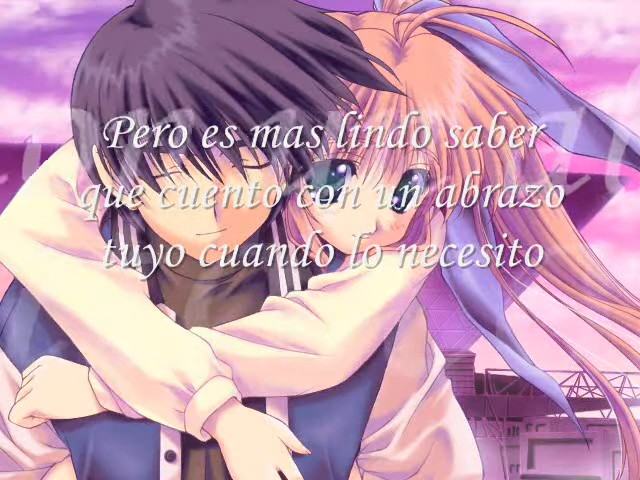 Pero es mas lindo saber
que cuento con un abrazo
tuyo cuando lo necesito